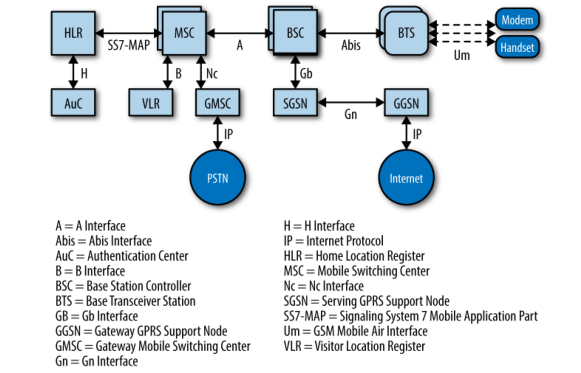 HLR
SS7-MAP
MSC
A
BSC
Abis
BTS
Um
Modem
Handset
H
B
Nc
Gb
AuC
VLR
GMSC
SGSN
Gn
GGSN
IP
IP
PSTN
Internet
A = A Interface
Abis = Abis Interface
AuC = Authentication Center
B = B Interface
BSC = Base Station Controller
BTS = Base Transceiver Station
GB = Gb Interface
GGSN = Gateway GPRS Support Node
GMSC = Gateway Mobile Switching Center
Gn = Gn Interface
H = H Interface
IP = Internet Protocol
HLR = Home Location Register
MSC = Mobile Switching Center
Nc = Nc Interface
SGSN = Serving GPRS Support Node
SS7-MAP = Signaling System 7 Mobile Application Part
Um = GSM Mobile Air Interface
VLR = Visitor Location Register